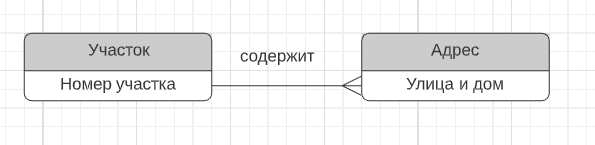 Участок
Номер участка
содержит
Адрес
Улица и дом